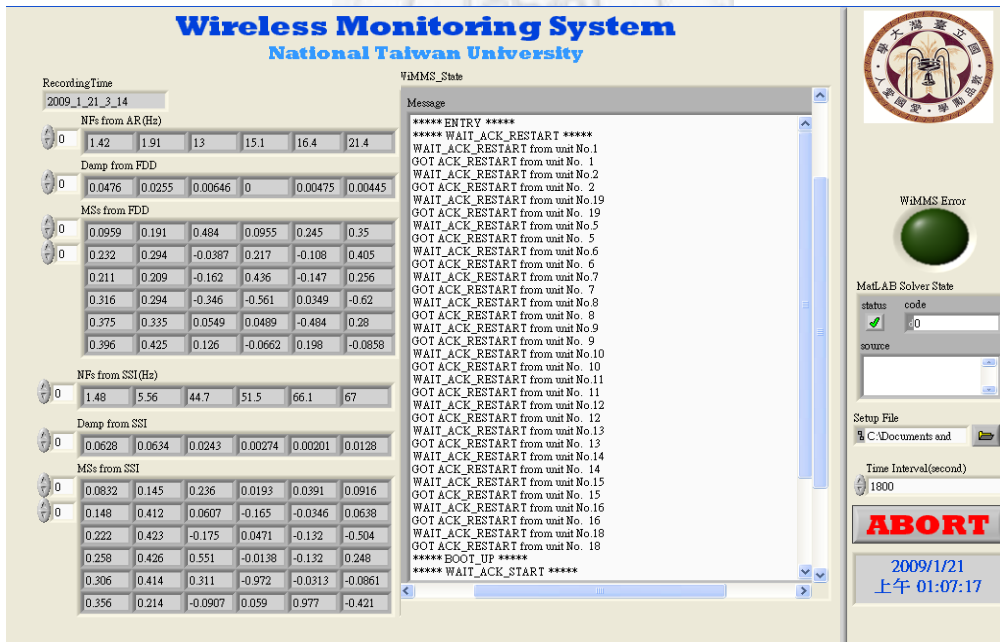 Wireless Monitoring System
National Taiwan University
RecordingTime
2009_1_21_3_14
NFs from AR(Hz)
0 1.42 1.91 13 15.1 16.4 21.4
Damp from FDD
0 0.0476 0.0255 0.00646 0 0.00475 0.00445
MSs from FDD
0 0.0959 0.191 0.484 0.0955 0.245 0.35
0 0.232 0.294 -0.0387 0.217 -0.108 0.405
0.211 0.209 -0.162 0.436 -0.147 0.256
0.316 0.294 -0.346 -0.561 0.0349 -0.62
0.375 0.335 0.0549 0.0489 -0.484 0.28
0.396 0.425 0.126 -0.0662 0.198 -0.0858
NFs from SSI(Hz)
0 1.48 5.56 44.7 51.5 66.1 67
Damp from SSI
0 0.0628 0.0634 0.0243 0.00274 0.00201 0.0128
MSs from SSI
0 0.0832 0.145 0.236 0.0193 0.0391 0.0916
0 0.148 0.412 0.0607 -0.165 -0.0346 0.0638
0.222 0.423 -0.175 0.0471 -0.132 -0.504
0.258 0.426 0.551 -0.0138 -0.132 0.248
0.306 0.414 0.311 -0.972 -0.0313 -0.0861
0.356 0.214 -0.0907 0.059 0.977 -0.421
WiMMS_State
Message
***** ENTRY *****
***** WAIT_ACK_RESTART *****
WAIT_ACK_RESTART from unit No.1
GOT ACK_RESTART from unit No. 1
WAIT_ACK_RESTART from unit No.2
GOT ACK_RESTART from unit No. 2
WAIT_ACK_RESTART from unit No.19
GOT ACK_RESTART from unit No. 19
WAIT_ACK_RESTART from unit No.5
GOT ACK_RESTART from unit No. 5
WAIT_ACK_RESTART from unit No.6
GOT ACK_RESTART from unit No. 6
WAIT_ACK_RESTART from unit No.7
GOT ACK_RESTART from unit No. 7
WAIT_ACK_RESTART from unit No.8
GOT ACK_RESTART from unit No. 8
WAIT_ACK_RESTART from unit No.9
GOT ACK_RESTART from unit No. 9
WAIT_ACK_RESTART from unit No.10
GOT ACK_RESTART from unit No. 10
WAIT_ACK_RESTART from unit No.11
GOT ACK_RESTART from unit No. 11
WAIT_ACK_RESTART from unit No.12
GOT ACK_RESTART from unit No. 12
WAIT_ACK_RESTART from unit No.13
GOT ACK_RESTART from unit No. 13
WAIT_ACK_RESTART from unit No.14
GOT ACK_RESTART from unit No. 14
WAIT_ACK_RESTART from unit No.15
GOT ACK_RESTART from unit No. 15
WAIT_ACK_RESTART from unit No.16
GOT ACK_RESTART from unit No. 16
WAIT_ACK_RESTART from unit No.18
GOT ACK_RESTART from unit No. 18
***** BOOT_UP *****
***** WAIT_ACK_START *****
學大灣臺立國
人愛國愛・學勵品敦
WiMMS Error
MatLAB Solver State
status code
0
source
Setup File
C:\Documents and
Time Interval(second)
1800
ABORT
2009/1/21
上午 01:07:17